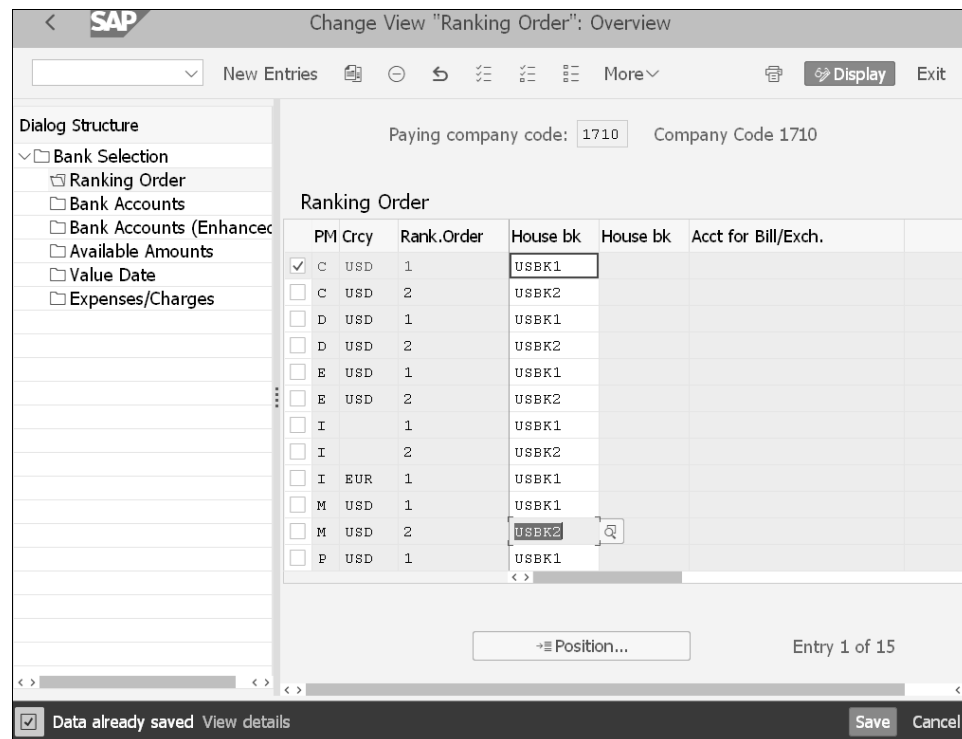 SAP Change View "Ranking Order": Overview
New Entries More Display Exit
Dialog Structure
Bank Selection
Ranking Order
Bank Accounts
Bank Accounts (Enhanced
Available Amounts
Value Date
Expenses/Charges
Paying company code: 1710 Company Code 1710
Ranking Order
PM Crcy Rank.Order House bk House bk Acct for Bill/Exch.
C USD 1 USBK1
C USD 2 USBK2
D USD 1 USBK1
D USD 2 USBK2
E USD 1 USBK1
E USD 2 USBK2
I 1 USBK1
I 2 USBK2
I EUR 1 USBK1
M USD 1 USBK1
M USD 2 USBK2
P USD 1 USBK1
Position...
Entry 1 of 15
Data already saved View details Save Cancel